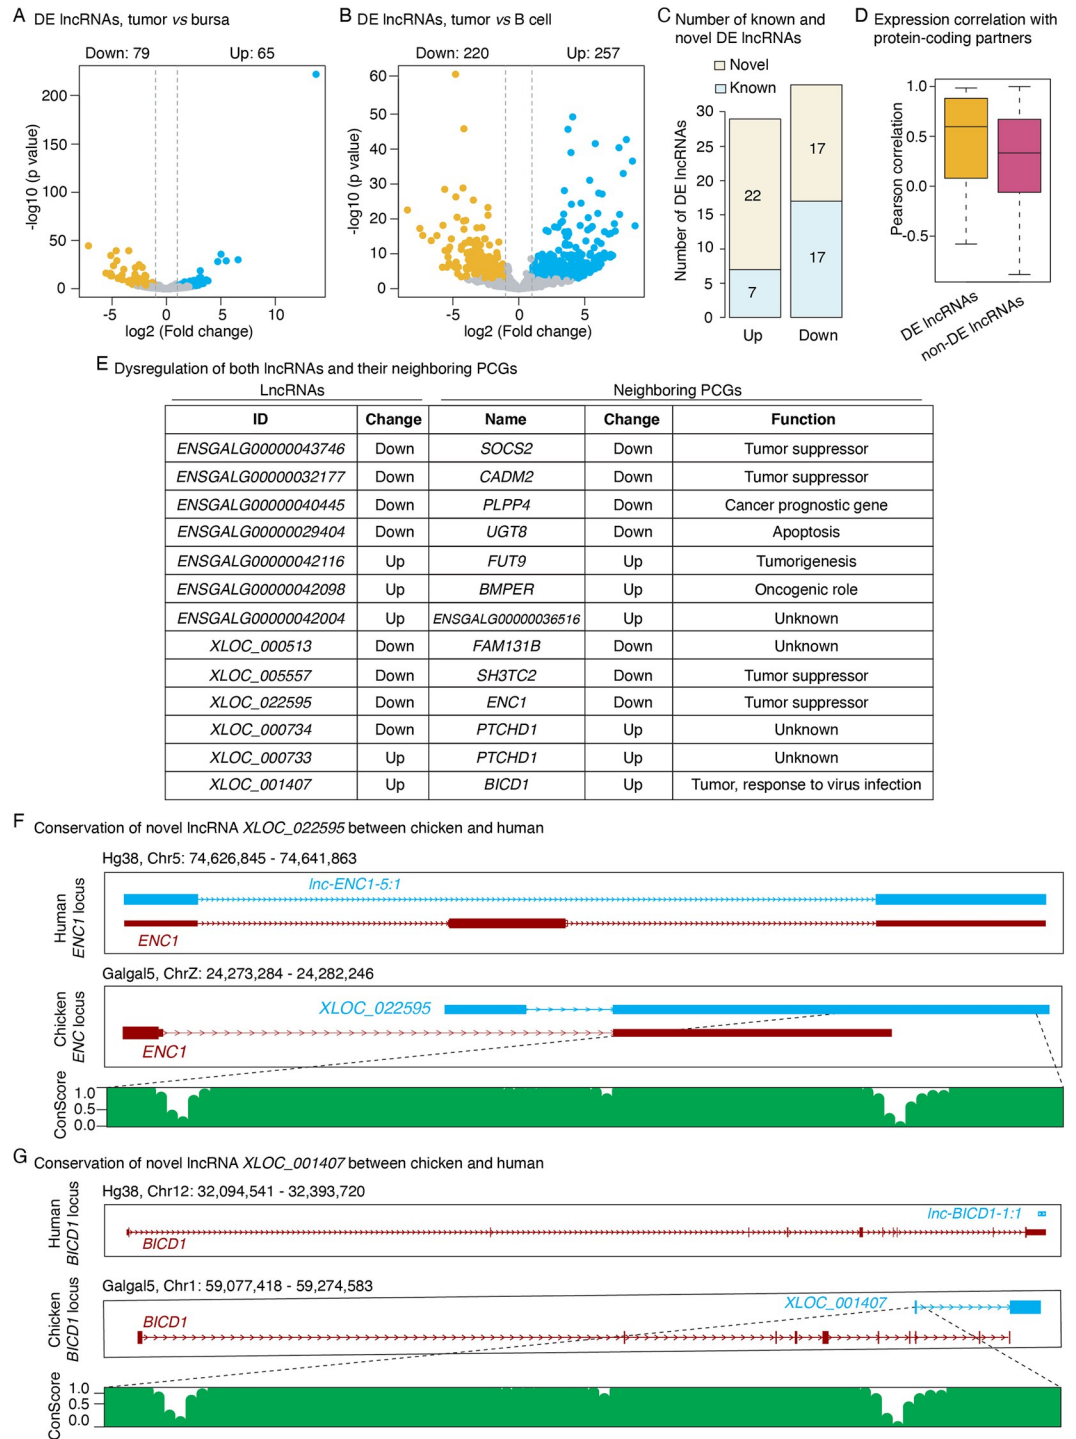 A DE lncRNAs, tumor vs bursa
Down: 79 Up: 65
200
150
100
50
0
-log10 (p value)
-5 0 5 10
log2 (Fold change)
B DE lncRNAs, tumor vs B cell
Down: 220 Up: 257
60
50
40
30
20
10
0
-log10 (p value)
-5 0 5
log2 (Fold change)
C Number of known and
novel DE lncRNAs
Novel
Known
30
25
20
15
10
5
0
Number of DE lncRNAs
22
7
17
17
Up Down
D Expression correlation with
protein-coding partners
1.0
0.5
0.0
-0.5
Pearson correlation
DE lncRNAs
non-DE lncRNAs
E Dysregulation of both lncRNAs and their neighboring PCGs
LncRNAs Neighboring PCGs
ID Change Name Change Function
ENSGALG00000043746 Down SOCS2 Down Tumor suppressor
ENSGALG00000032177 Down CADM2 Down Tumor suppressor
ENSGALG00000040445 Down PLPP4 Down Cancer prognostic gene
ENSGALG00000029404 Down UGT8 Down Apoptosis
ENSGALG00000042116 Up FUT9 Up Tumorigenesis
ENSGALG00000042098 Up BMPER Up Oncogenic role
ENSGALG00000042004 Up ENSGALG00000036516 Up Unknown
XLOC_000513 Down FAM131B Down Unknown
XLOC_005557 Down SH3TC2 Down Tumor suppressor
XLOC_022595 Down ENC1 Down Tumor suppressor
XLOC_000734 Down PTCHD1 Up Unknown
XLOC_000733 Up PTCHD1 Up Unknown
XLOC_001407 Up BICD1 Up Tumor, response to virus infection
F Conservation of novel lncRNA XLOC_022595 between chicken and human
Hg38, Chr5: 74,626,845 - 74,641,863
Human
ENC1 locus
lnc-ENC1-5:1
ENC1
Galgal5, ChrZ: 24,273,284 - 24,282,246
Chicken
ENC locus
XLOC_022595
ENC1
ConScore
1.0
0.5
0.0
G Conservation of novel lncRNA XLOC_001407 between chicken and human
Hg38, Chr12: 32,094,541 - 32,393,720
Human
BICD1 locus
lnc-BICD1-1:1
BICD1
Galgal5, Chr1: 59,077,418 - 59,274,583
Chicken
BICD1 locus
XLOC_001407
BICD1
ConScore
1.0
0.5
0.0